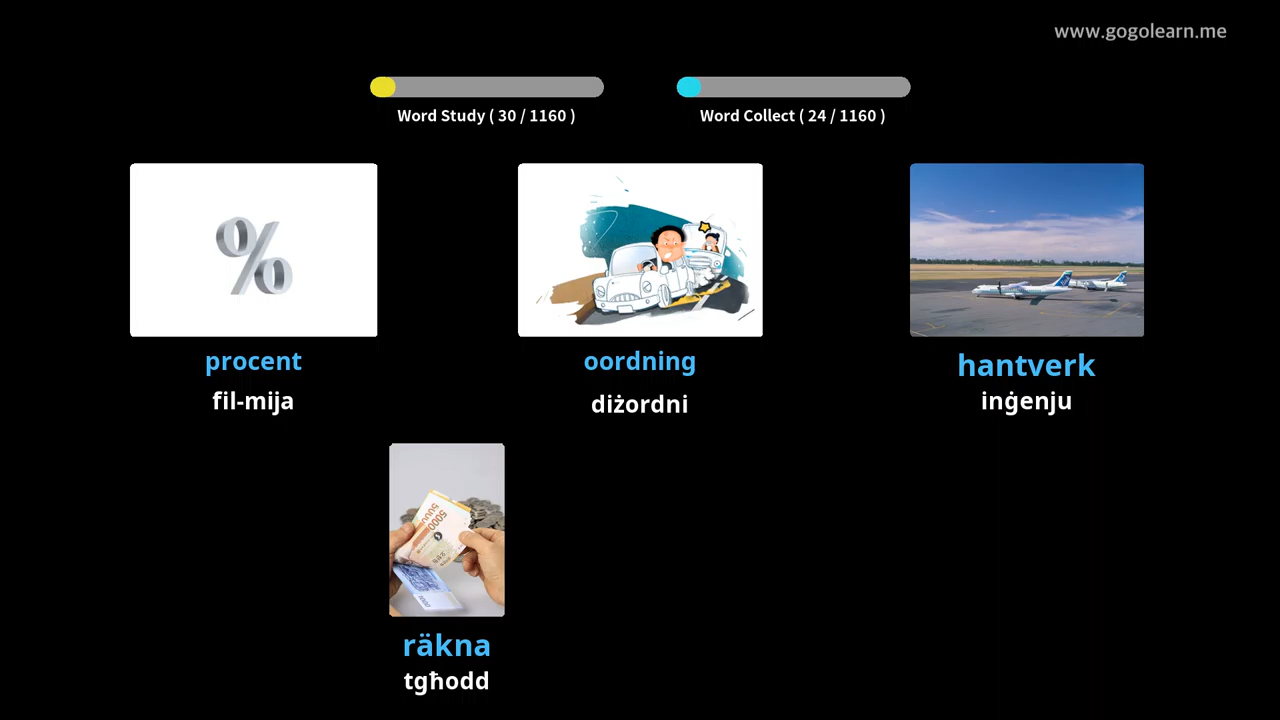 www.gogolearn.me
Word Study ( 30 / 1160 )
Word Collect ( 24 / 1160 )
%
procent
oordning
hantverk
fil-mija
diżordni
inġenju
5000
räkna
tgħodd